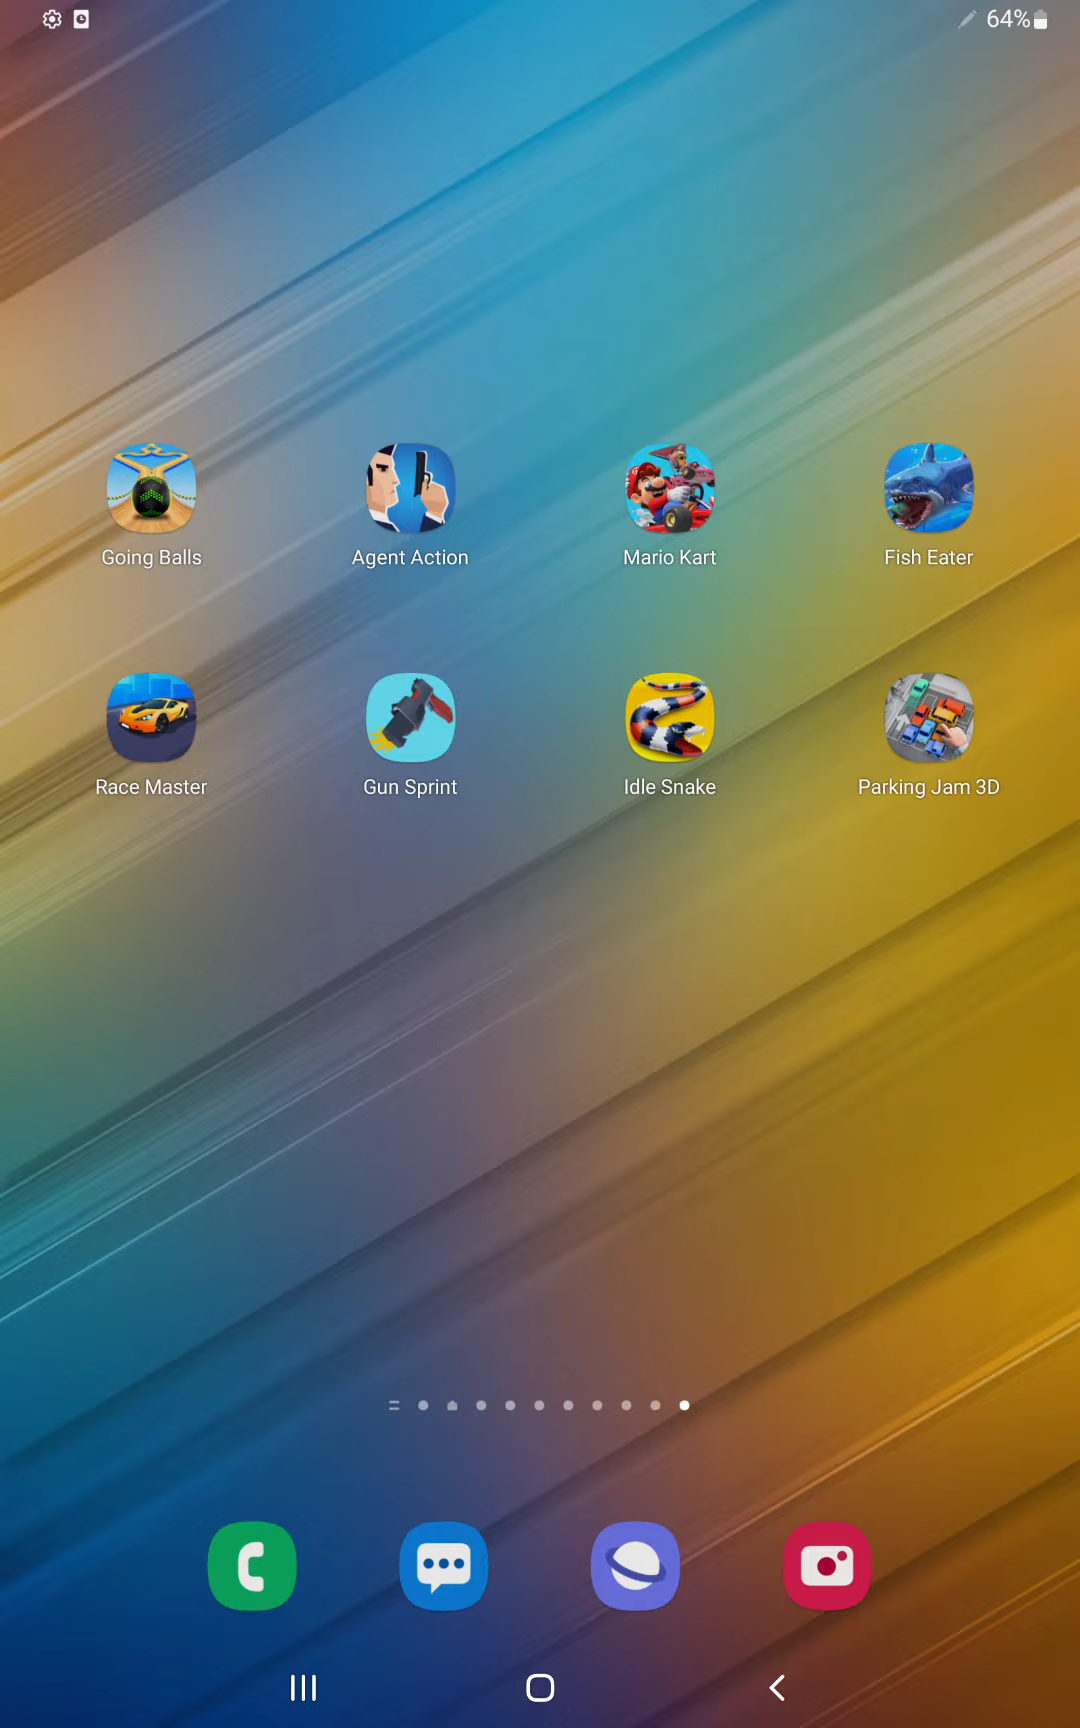 64%
Going Balls
Agent Action
Mario Kart
Fish Eater
Race Master
Gun Sprint
Idle Snake
Parking Jam 3D